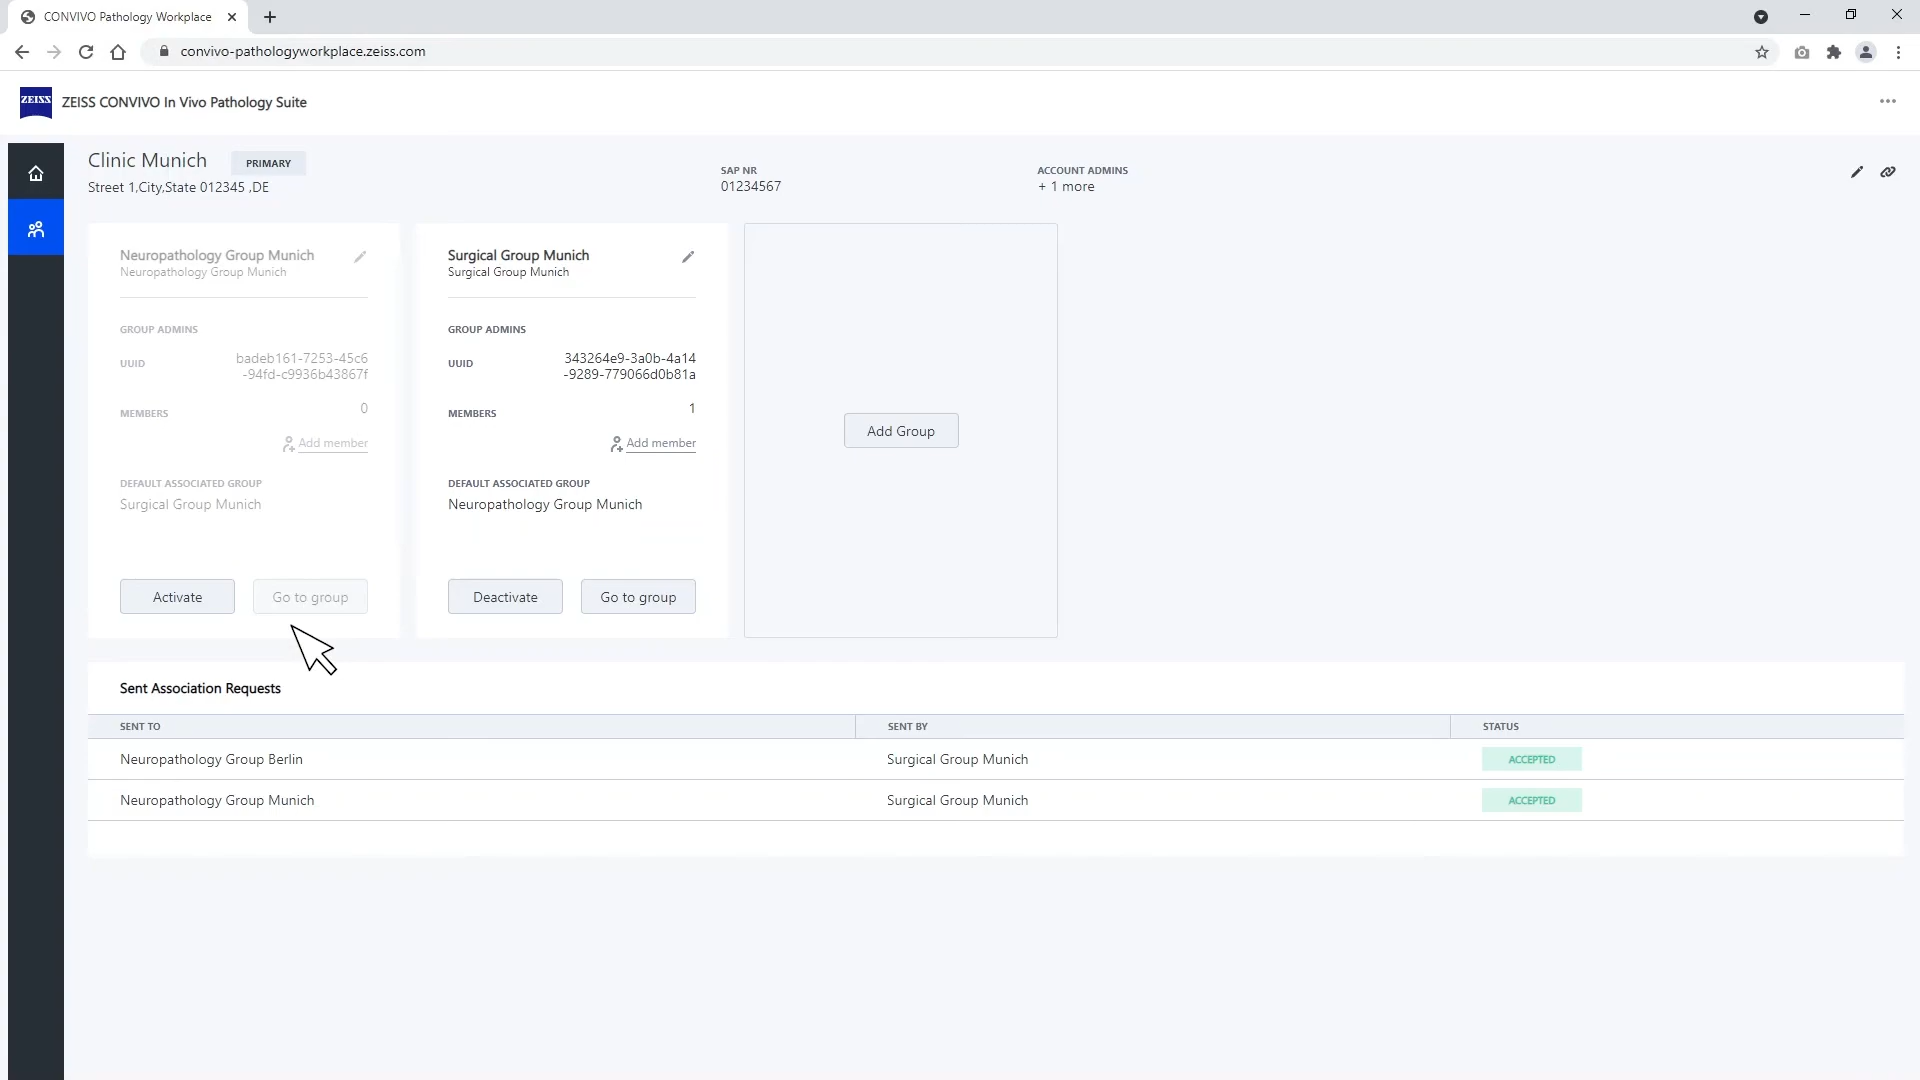 CONVIVO Pathology Workplace
convivo-pathologyworkplace.zeiss.com
ZEISS
ZEISS CONVIVO In Vivo Pathology Suite
Clinic Munich
PRIMARY
Street 1,City,State 012345 ,DE
SAP NR
01234567
ACCOUNT ADMINS
+ 1 more
Neuropathology Group Munich
Neuropathology Group Munich
GROUP ADMINS
UUID
badeb161-7253-45c6
-94fd-c9936b43867f
MEMBERS
0
Add member
DEFAULT ASSOCIATED GROUP
Surgical Group Munich
Activate
Go to group
Surgical Group Munich
Surgical Group Munich
GROUP ADMINS
UUID
343264e9-3a0b-4a14
-9289-779066d0b81a
MEMBERS
1
Add member
DEFAULT ASSOCIATED GROUP
Neuropathology Group Munich
Deactivate
Go to group
Add Group
Sent Association Requests
SENT TO
SENT BY
STATUS
Neuropathology Group Berlin
Surgical Group Munich
ACCEPTED
Neuropathology Group Munich
Surgical Group Munich
ACCEPTED